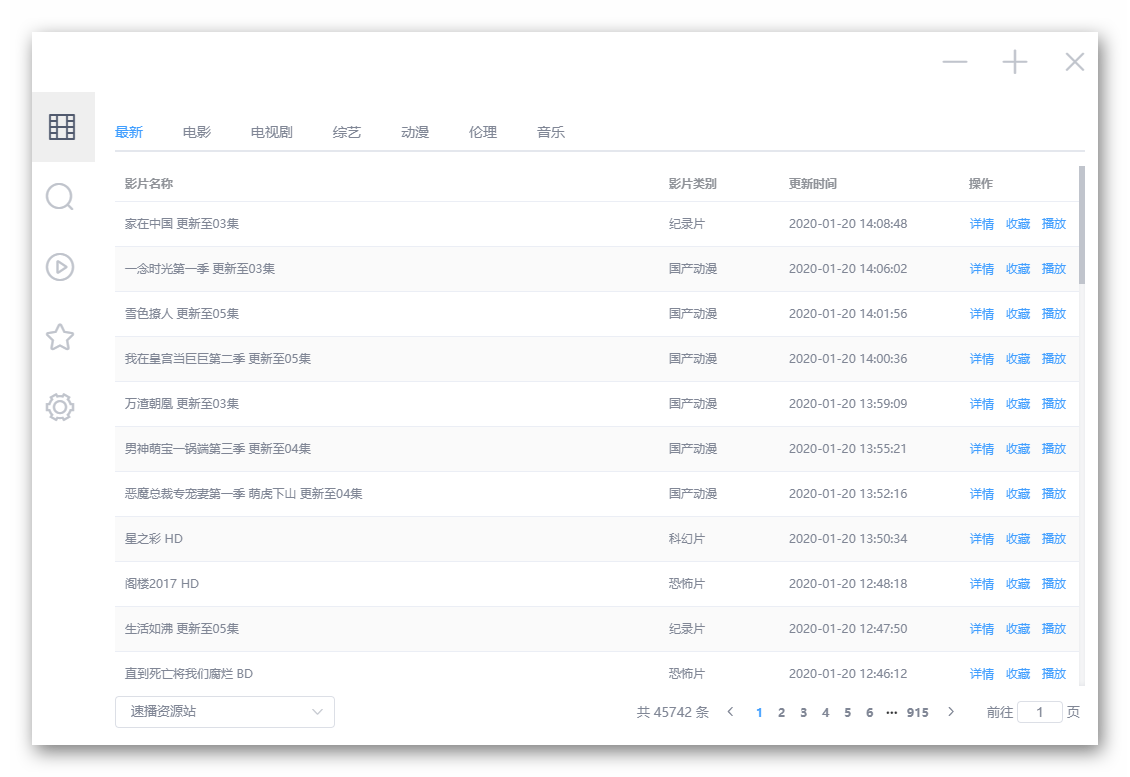 最新 电影 电视剧 综艺 动漫 伦理 音乐
影片名称 影片类别 更新时间 操作
家在中国 更新至03集 纪录片 2020-01-20 14:08:48 详情 收藏 播放
一念时光第一季 更新至03集 国产动漫 2020-01-20 14:06:02 详情 收藏 播放
雪色撩人 更新至05集 国产动漫 2020-01-20 14:01:56 详情 收藏 播放
我在皇宫当巨巨第二季 更新至05集 国产动漫 2020-01-20 14:00:36 详情 收藏 播放
万渣朝凰 更新至03集 国产动漫 2020-01-20 13:59:09 详情 收藏 播放
男神萌宝一锅端第三季 更新至04集 国产动漫 2020-01-20 13:55:21 详情 收藏 播放
恶魔总裁专宠妻第一季 萌虎下山 更新至04集 国产动漫 2020-01-20 13:52:16 详情 收藏 播放
星之彩 HD 科幻片 2020-01-20 13:50:34 详情 收藏 播放
阁楼2017 HD 恐怖片 2020-01-20 12:48:18 详情 收藏 播放
生活如沸 更新至05集 纪录片 2020-01-20 12:47:50 详情 收藏 播放
直到死亡将我们腐烂 BD 恐怖片 2020-01-20 12:46:12 详情 收藏 播放
速播资源站 共 45742 条 1 2 3 4 5 6 ··· 915 前往 1 页